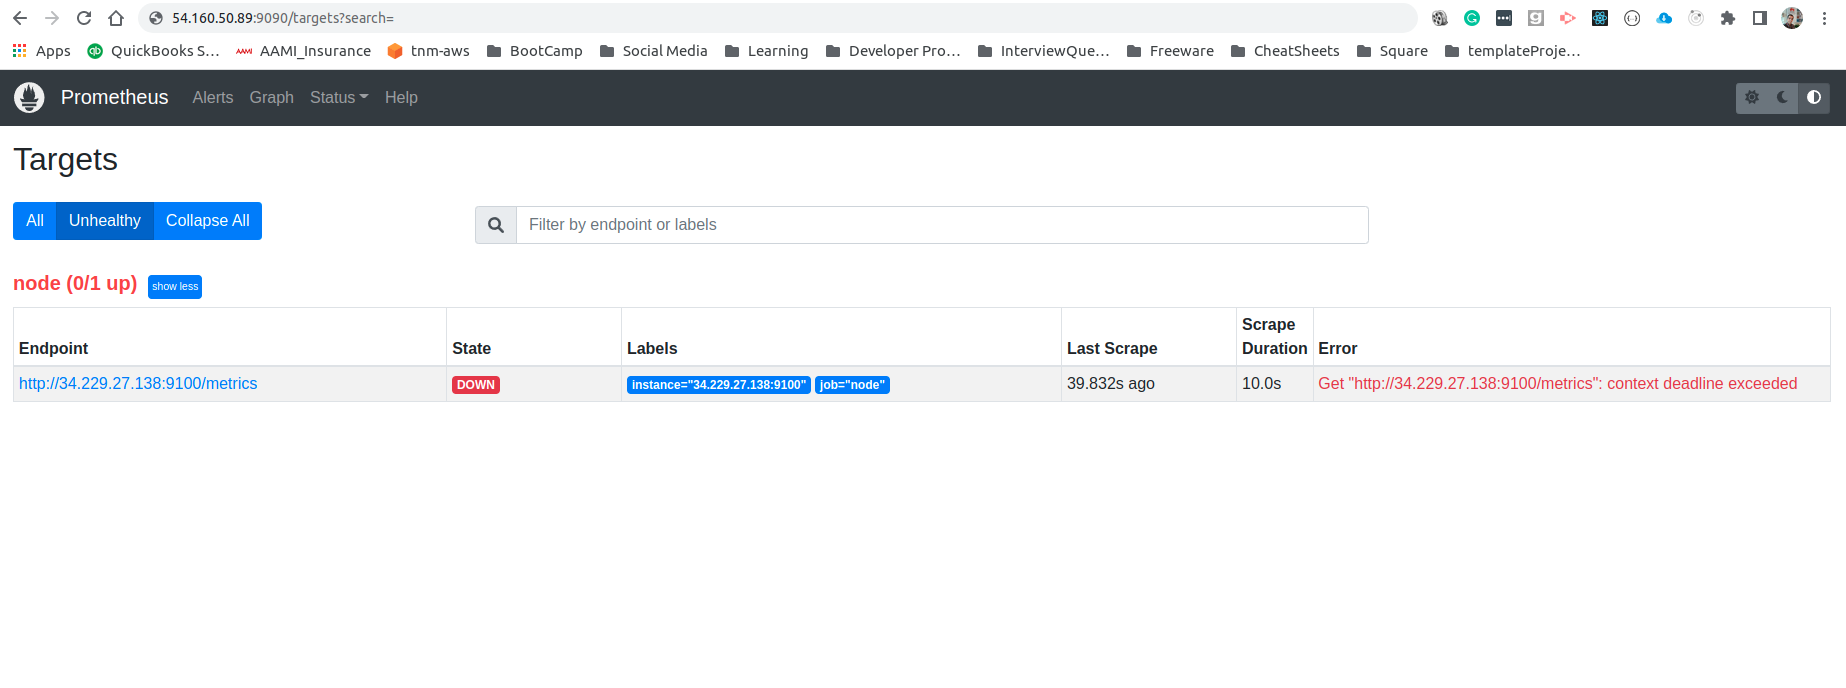 54.160.50.89:9090/targets?search=
Apps QuickBooks S... AAMI_Insurance tnm-aws BootCamp Social Media Learning Developer Pro... InterviewQue... Freeware CheatSheets Square templateProje...
Prometheus Alerts Graph Status Help
Targets
All Unhealthy Collapse All Filter by endpoint or labels
node (0/1 up) show less
Endpoint State Labels Last Scrape Scrape Duration Error
http://34.229.27.138:9100/metrics DOWN instance="34.229.27.138:9100" job="node" 39.832s ago 10.0s Get "http://34.229.27.138:9100/metrics": context deadline exceeded